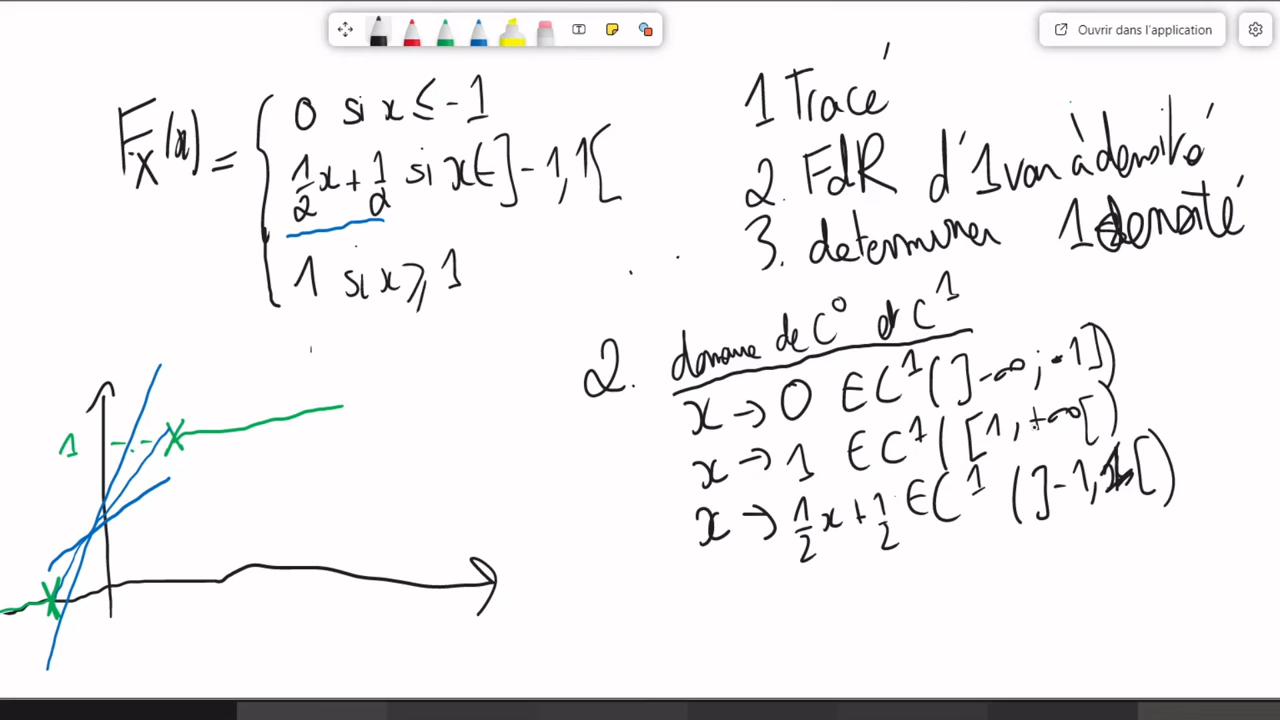 Ouvrir dans l'application
F_X(x) = { 0 si x ≤ -1
1/2 x + 1/2 si x ∈ ]-1, 1[
1 si x ≥ 1
1 Tracé
2. FdR d'1 var à densité
3. determiner 1 densité
2. domaine de C⁰ et C¹
x → 0 ∈ C¹ (]-∞ ; -1])
x → 1 ∈ C¹ ([1, +∞[)
x → 1/2 x + 1/2 ∈ C¹ (]-1, 1[)
1